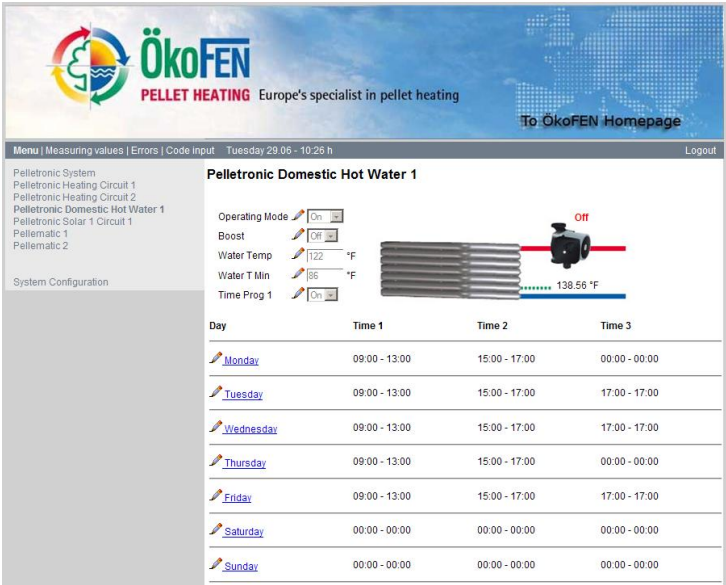 ÖkoFEN
PELLET HEATING Europe's specialist in pellet heating
To ÖkoFEN Homepage
Menu | Measuring values | Errors | Code input Tuesday 29.06 - 10:26 h Logout
Pelletronic System
Pelletronic Heating Circuit 1
Pelletronic Heating Circuit 2
Pelletronic Domestic Hot Water 1
Pelletronic Solar 1 Circuit 1
Pellematic 1
Pellematic 2
System Configuration
Pelletronic Domestic Hot Water 1
Operating Mode On
Boost Off
Water Temp 122 °F
Water T Min 86 °F
Time Prog 1 On
Off
138.56 °F
Day Time 1 Time 2 Time 3
Monday 09:00 - 13:00 15:00 - 17:00 00:00 - 00:00
Tuesday 09:00 - 13:00 15:00 - 17:00 17:00 - 17:00
Wednesday 09:00 - 13:00 15:00 - 17:00 17:00 - 17:00
Thursday 09:00 - 13:00 15:00 - 17:00 00:00 - 00:00
Friday 09:00 - 13:00 15:00 - 17:00 17:00 - 17:00
Saturday 00:00 - 00:00 00:00 - 00:00 00:00 - 00:00
Sunday 00:00 - 00:00 00:00 - 00:00 00:00 - 00:00